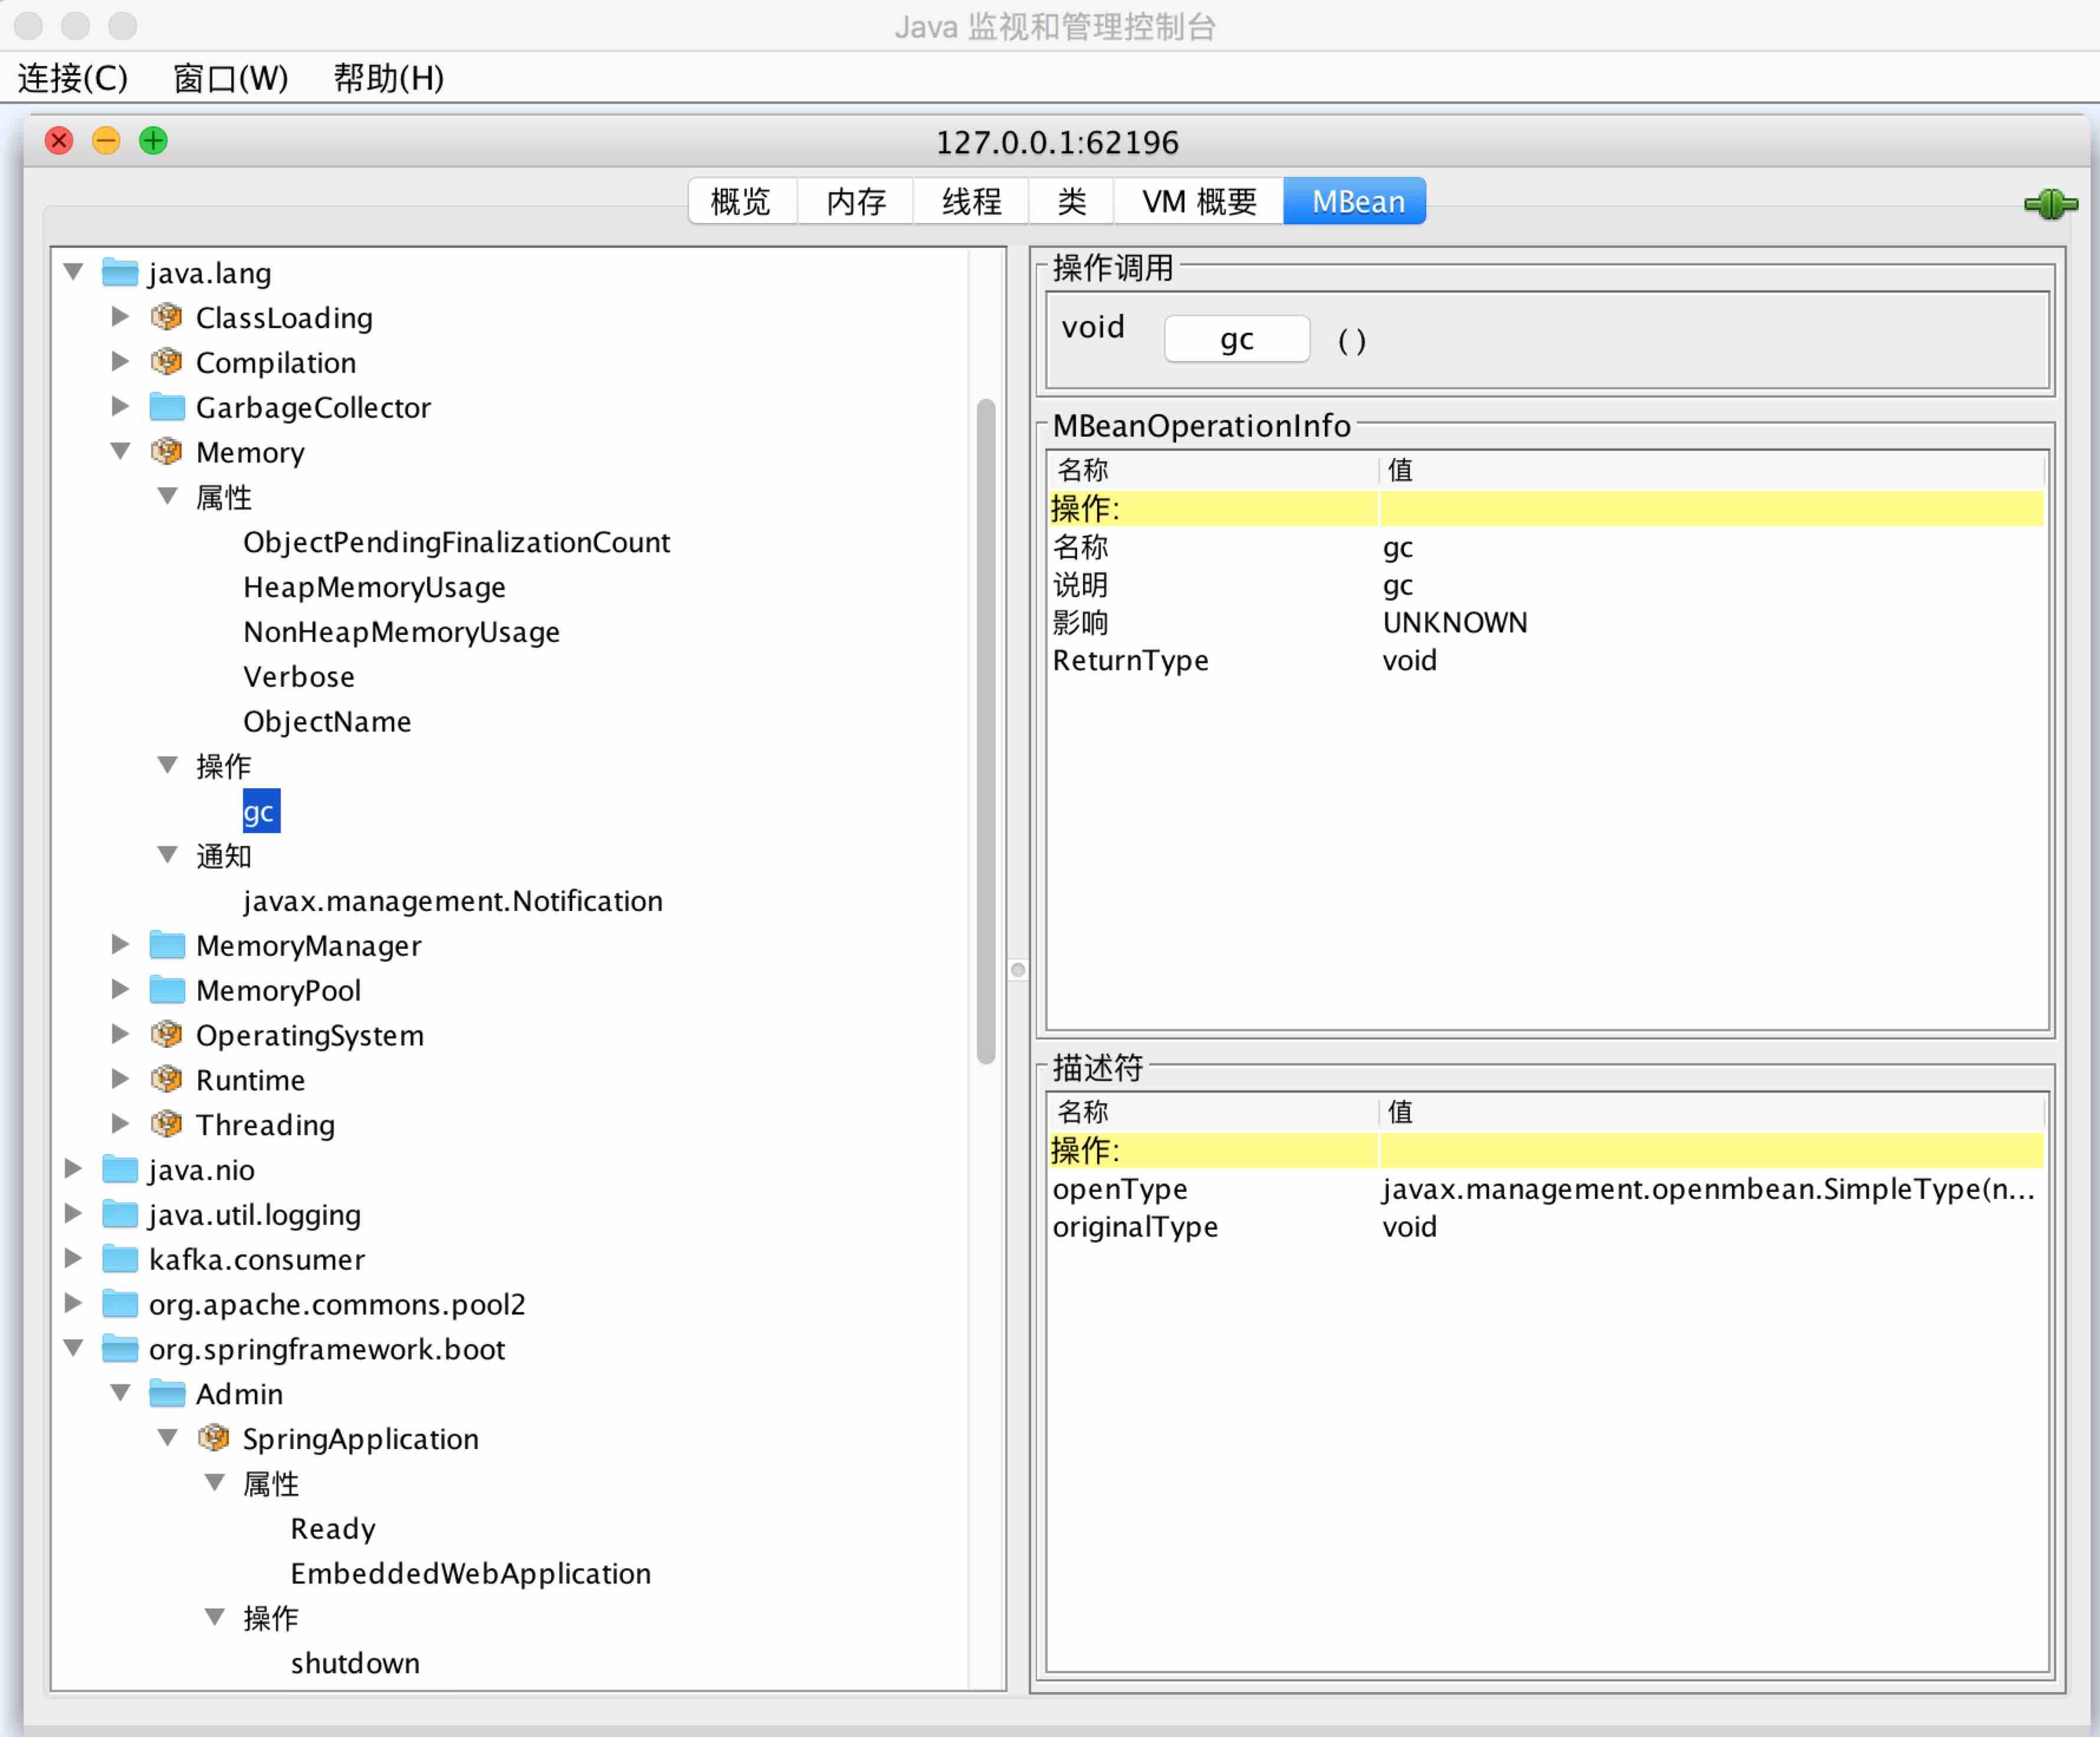 Java 监视和管理控制台
连接(C) 窗口(W) 帮助(H)
127.0.0.1:62196
概览 内存 线程 类 VM 概要 MBean
java.lang
ClassLoading
Compilation
GarbageCollector
Memory
属性
ObjectPendingFinalizationCount
HeapMemoryUsage
NonHeapMemoryUsage
Verbose
ObjectName
操作
gc
通知
javax.management.Notification
MemoryManager
MemoryPool
OperatingSystem
Runtime
Threading
java.nio
java.util.logging
kafka.consumer
org.apache.commons.pool2
org.springframework.boot
Admin
SpringApplication
属性
Ready
EmbeddedWebApplication
操作
shutdown
操作调用
void gc ( )
MBeanOperationInfo
名称 值
操作:
名称 gc
说明 gc
影响 UNKNOWN
ReturnType void
描述符
名称 值
操作:
openType javax.management.openmbean.SimpleType(n...
originalType void